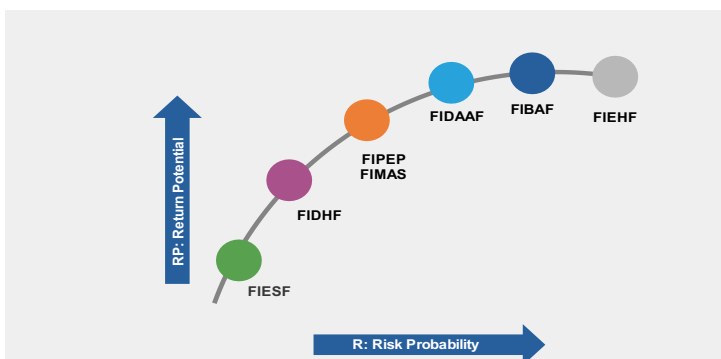 FIDAAF
FIBAF
FIEHF
FIPEP
FIMAS
FIDHF
FIESF
RP: Return Potential
R: Risk Probability